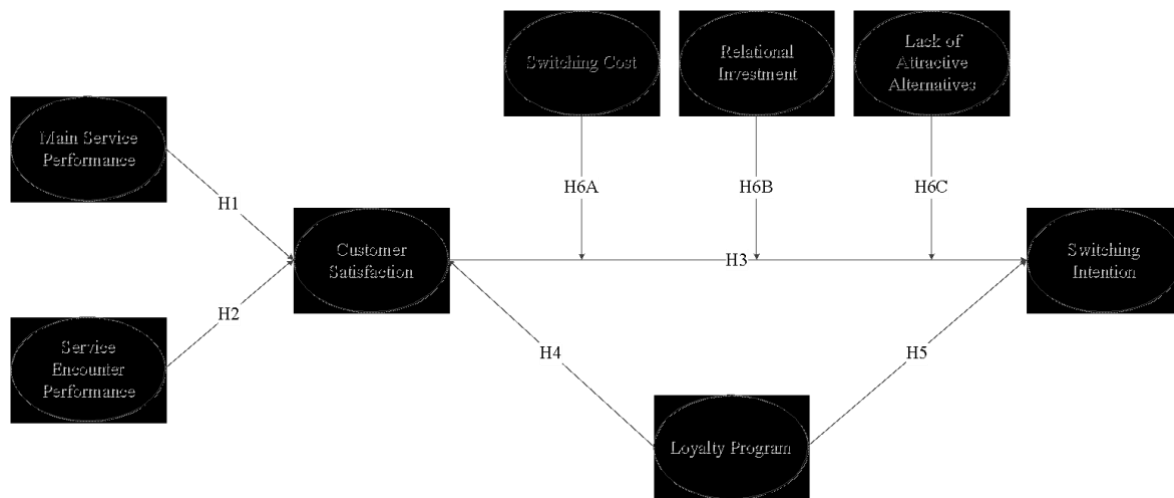 Switching Cost
Relational
Investment
Lack of
Attractive
Alternatives
Main Service
Performance
H6A
H6B
H6C
H1
Customer
Satisfaction
H3
Switching
Intention
H2
Service
Encounter
Performance
H4
H5
Loyalty Program